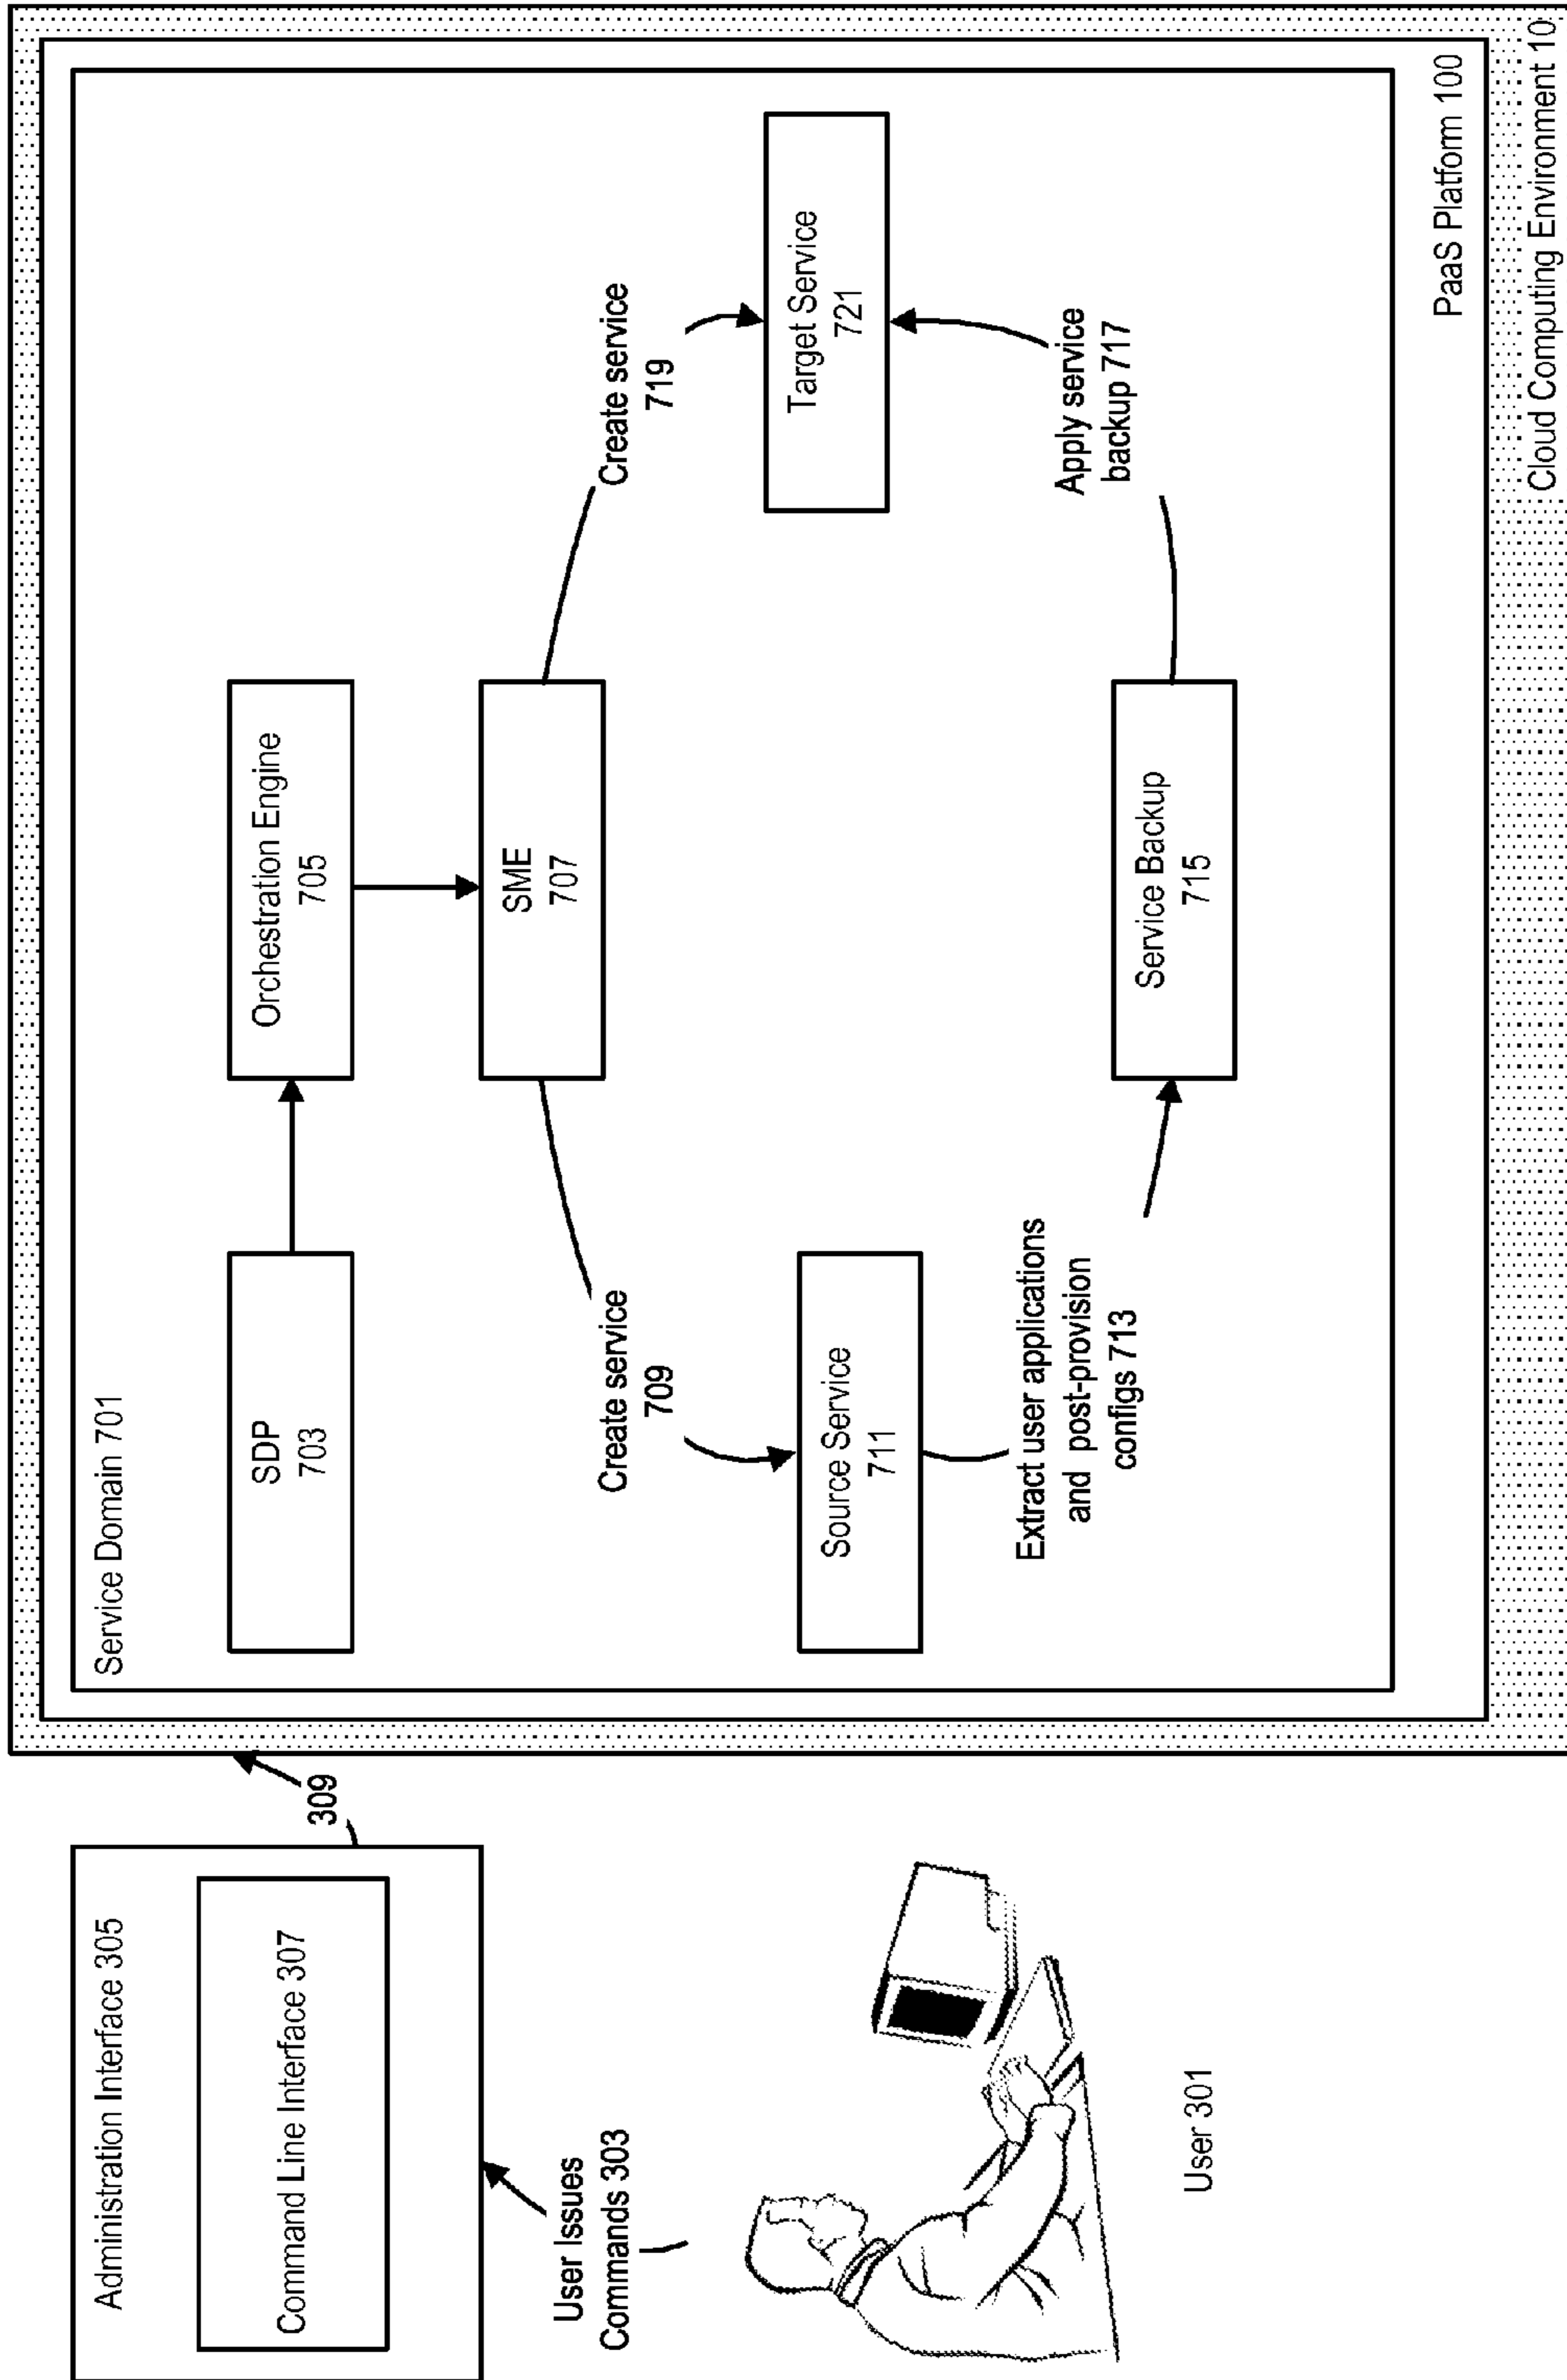 Administration Interface 305
Command Line Interface 307
User Issues
Commands 303
User 301
309
Service Domain 701
SDP
703
Orchestration Engine
705
SME
707
Create service
709
Create service
719
Source Service
711
Target Service
721
Extract user applications
and post-provision
configs 713
Service Backup
715
Apply service
backup 717
PaaS Platform 100
Cloud Computing Environment 10